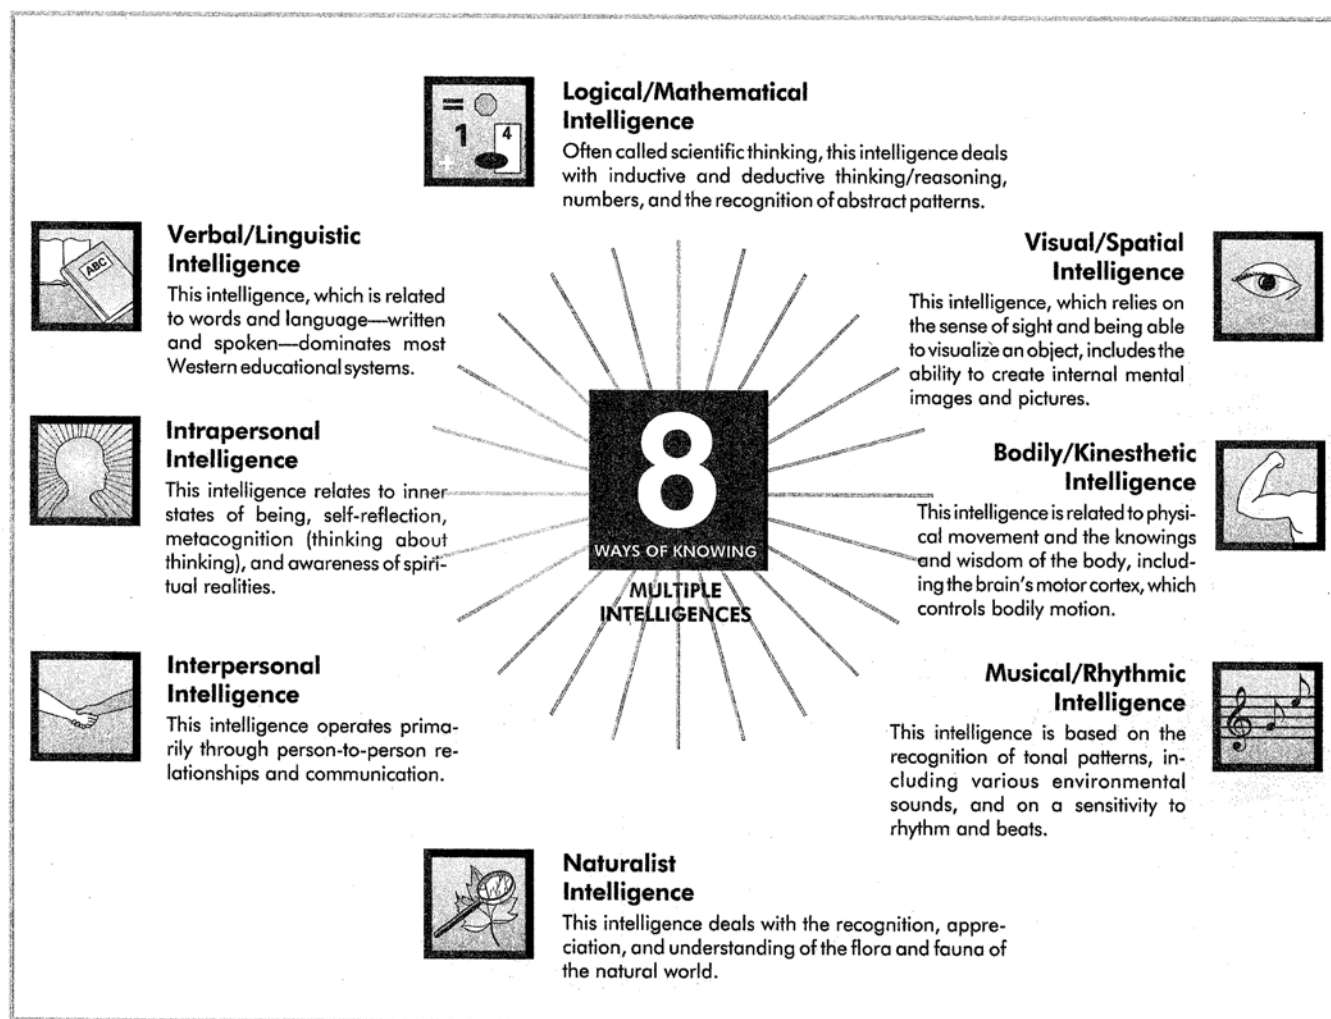 = 1 4 +
Logical/Mathematical
Intelligence
Often called scientific thinking, this intelligence deals
with inductive and deductive thinking/reasoning,
numbers, and the recognition of abstract patterns.
ABC
Verbal/Linguistic
Intelligence
This intelligence, which is related
to words and language—written
and spoken—dominates most
Western educational systems.
Visual/Spatial
Intelligence
This intelligence, which relies on
the sense of sight and being able
to visualize an object, includes the
ability to create internal mental
images and pictures.
Intrapersonal
Intelligence
This intelligence relates to inner
states of being, self-reflection,
metacognition (thinking about
thinking), and awareness of spiri-
tual realities.
8
WAYS OF KNOWING
MULTIPLE
INTELLIGENCES
Bodily/Kinesthetic
Intelligence
This intelligence is related to physi-
cal movement and the knowings
and wisdom of the body, includ-
ing the brain's motor cortex, which
controls bodily motion.
Interpersonal
Intelligence
This intelligence operates prima-
rily through person-to-person re-
lationships and communication.
Musical/Rhythmic
Intelligence
This intelligence is based on the
recognition of tonal patterns, in-
cluding various environmental
sounds, and on a sensitivity to
rhythm and beats.
Naturalist
Intelligence
This intelligence deals with the recognition, appre-
ciation, and understanding of the flora and fauna of
the natural world.